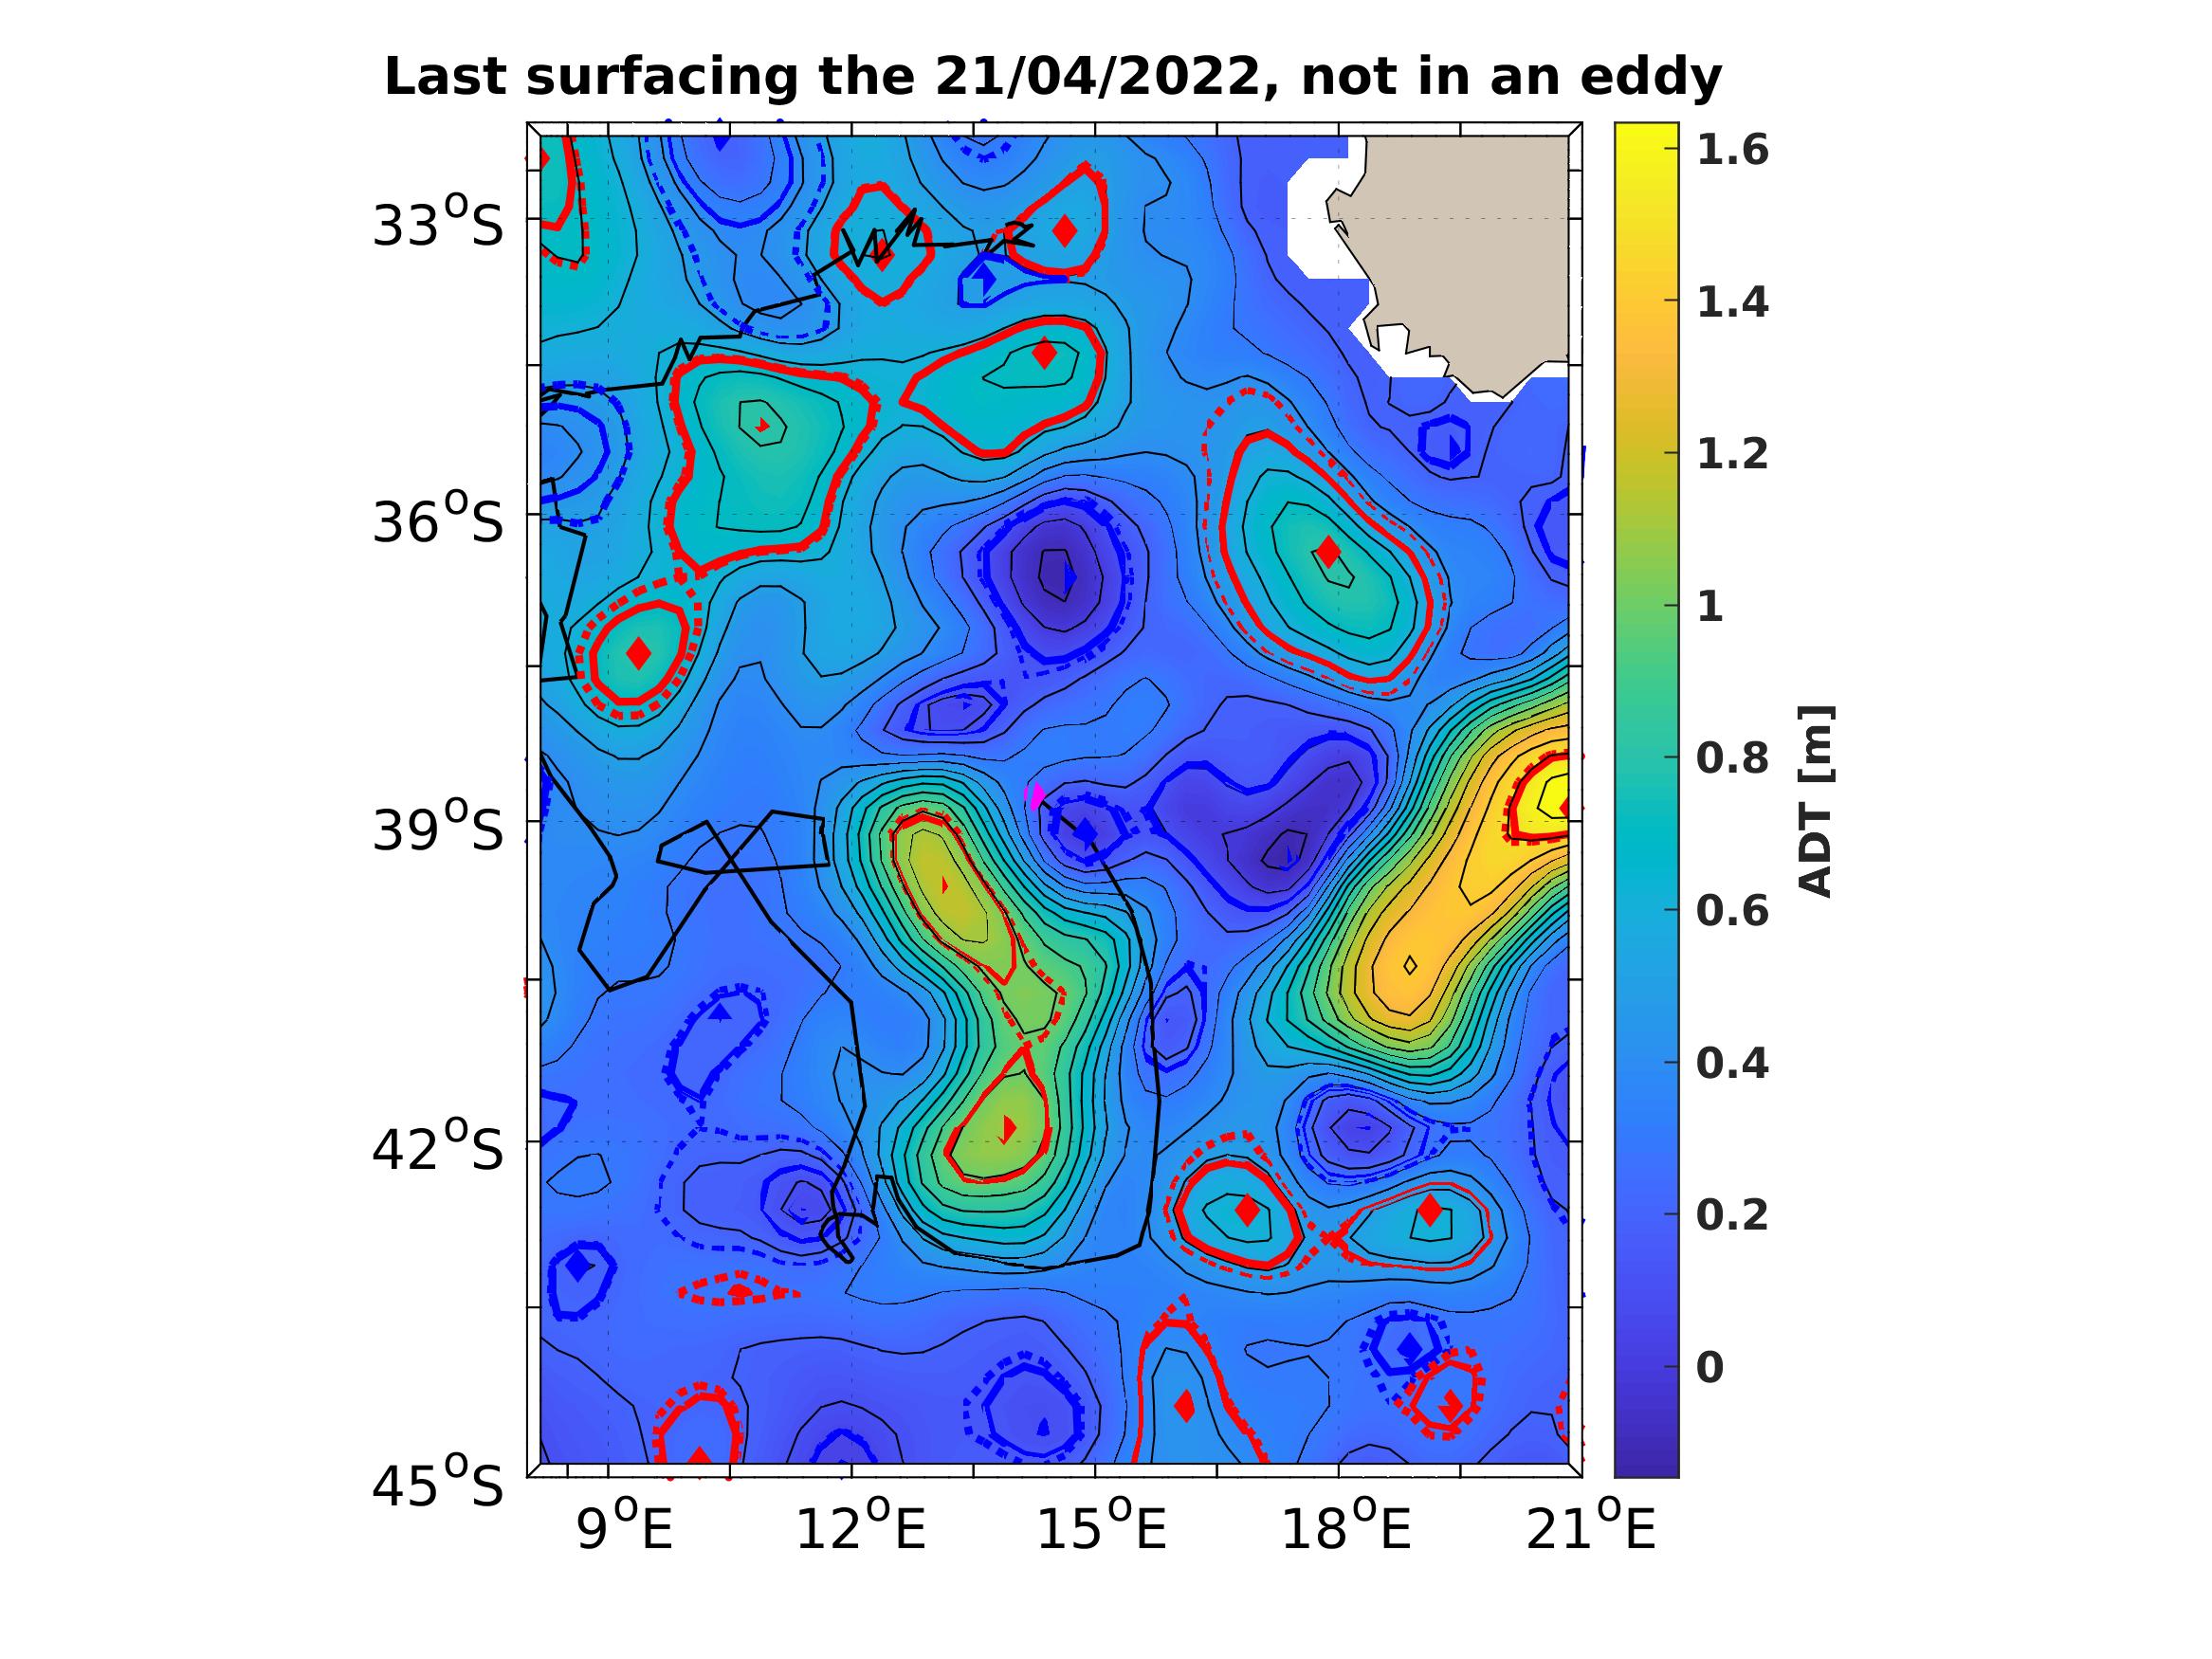 Last surfacing the 21/04/2022, not in an eddy
33°S
36°S
39°S
42°S
45°S
9°E
12°E
15°E
18°E
21°E
1.6
1.4
1.2
1
0.8
0.6
0.4
0.2
0
ADT [m]